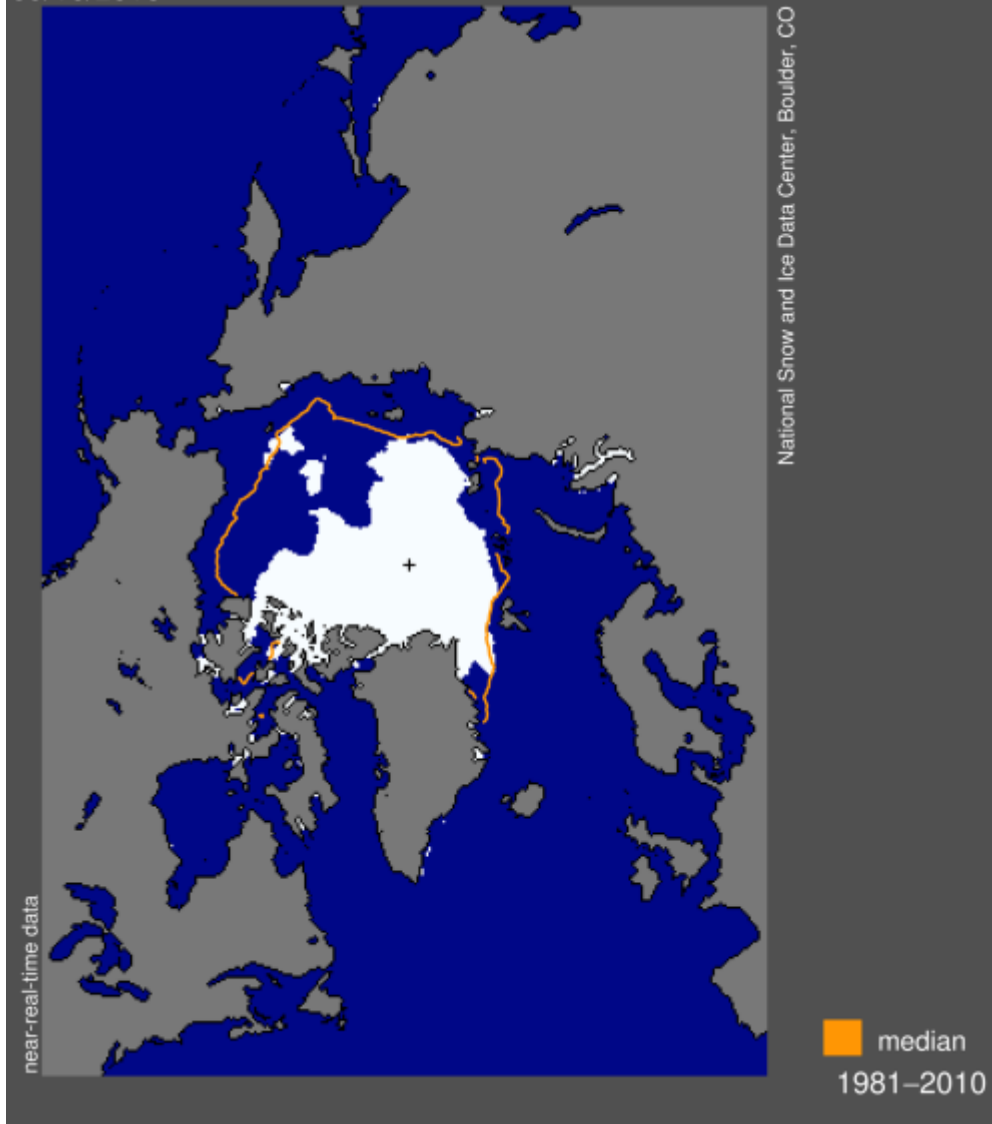 National Snow and Ice Data Center, Boulder, CO
near-real-time data
median
1981–2010